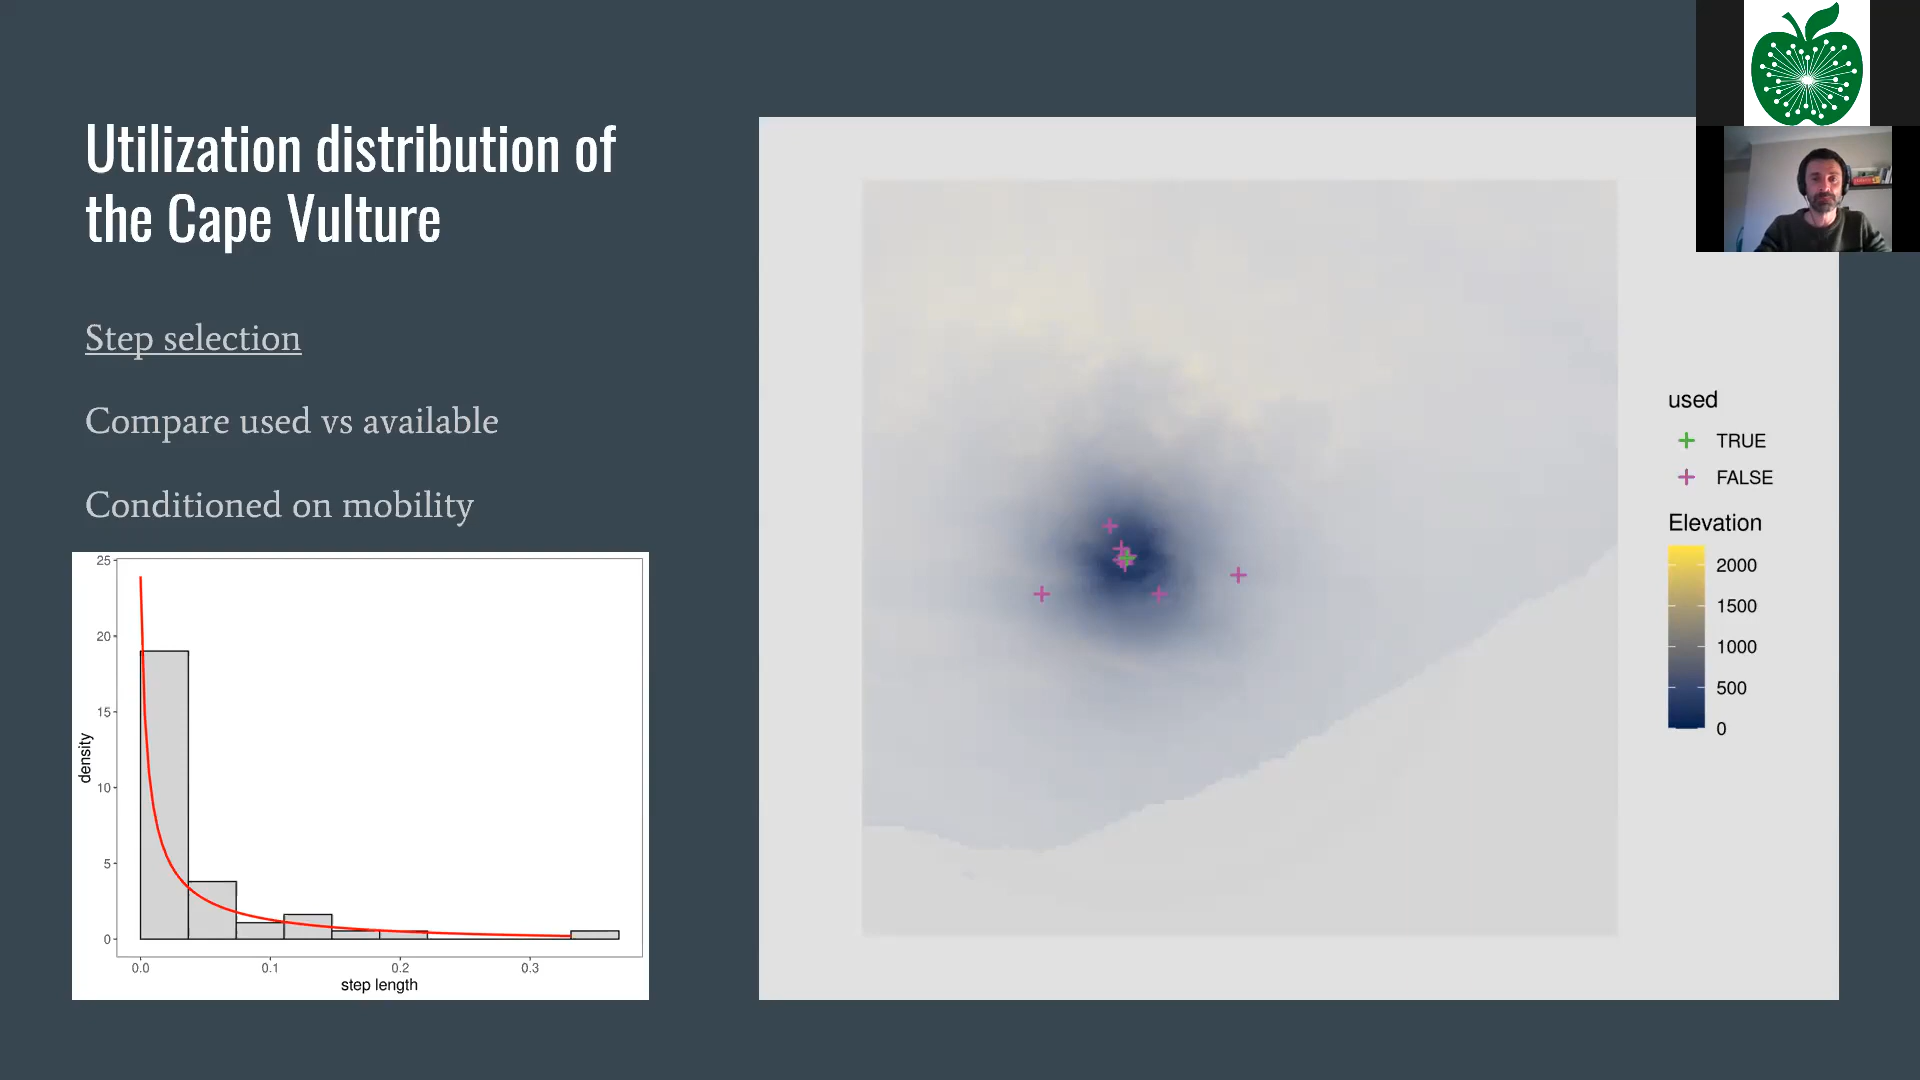 Utilization distribution of
the Cape Vulture
Step selection
Compare used vs available
Conditioned on mobility
25
20
15
10
5
0
density
0.0 0.1 0.2 0.3
step length
used
TRUE
FALSE
Elevation
2000
1500
1000
500
0